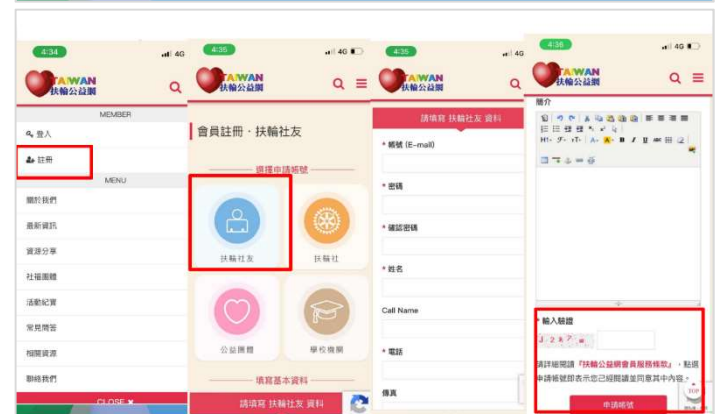 4:34
4G
TAIWAN
扶輪公益網
MEMBER
登入
註冊
MENU
關於我們
最新資訊
資源分享
社福團體
活動紀實
常見問答
相關資源
聯絡我們
CLOSE ✖
4:35
4G
TAIWAN
扶輪公益網
會員註冊 · 扶輪社友
選擇申請帳號
扶輪社友
扶輪社
公益團體
學校機關
填寫基本資料
請填寫 扶輪社友 資料
4:35
4G
TAIWAN
扶輪公益網
請填寫 扶輪社友 資料
* 帳號 (E-mail)
* 密碼
* 確認密碼
* 姓名
Call Name
* 電話
傳真
4:36
4G
TAIWAN
扶輪公益網
簡介
* 輸入驗證
請詳細閱讀『扶輪公益網會員服務條款』，點選
申請帳號即表示您已經閱讀並同意其中內容。
TOP
申請帳號